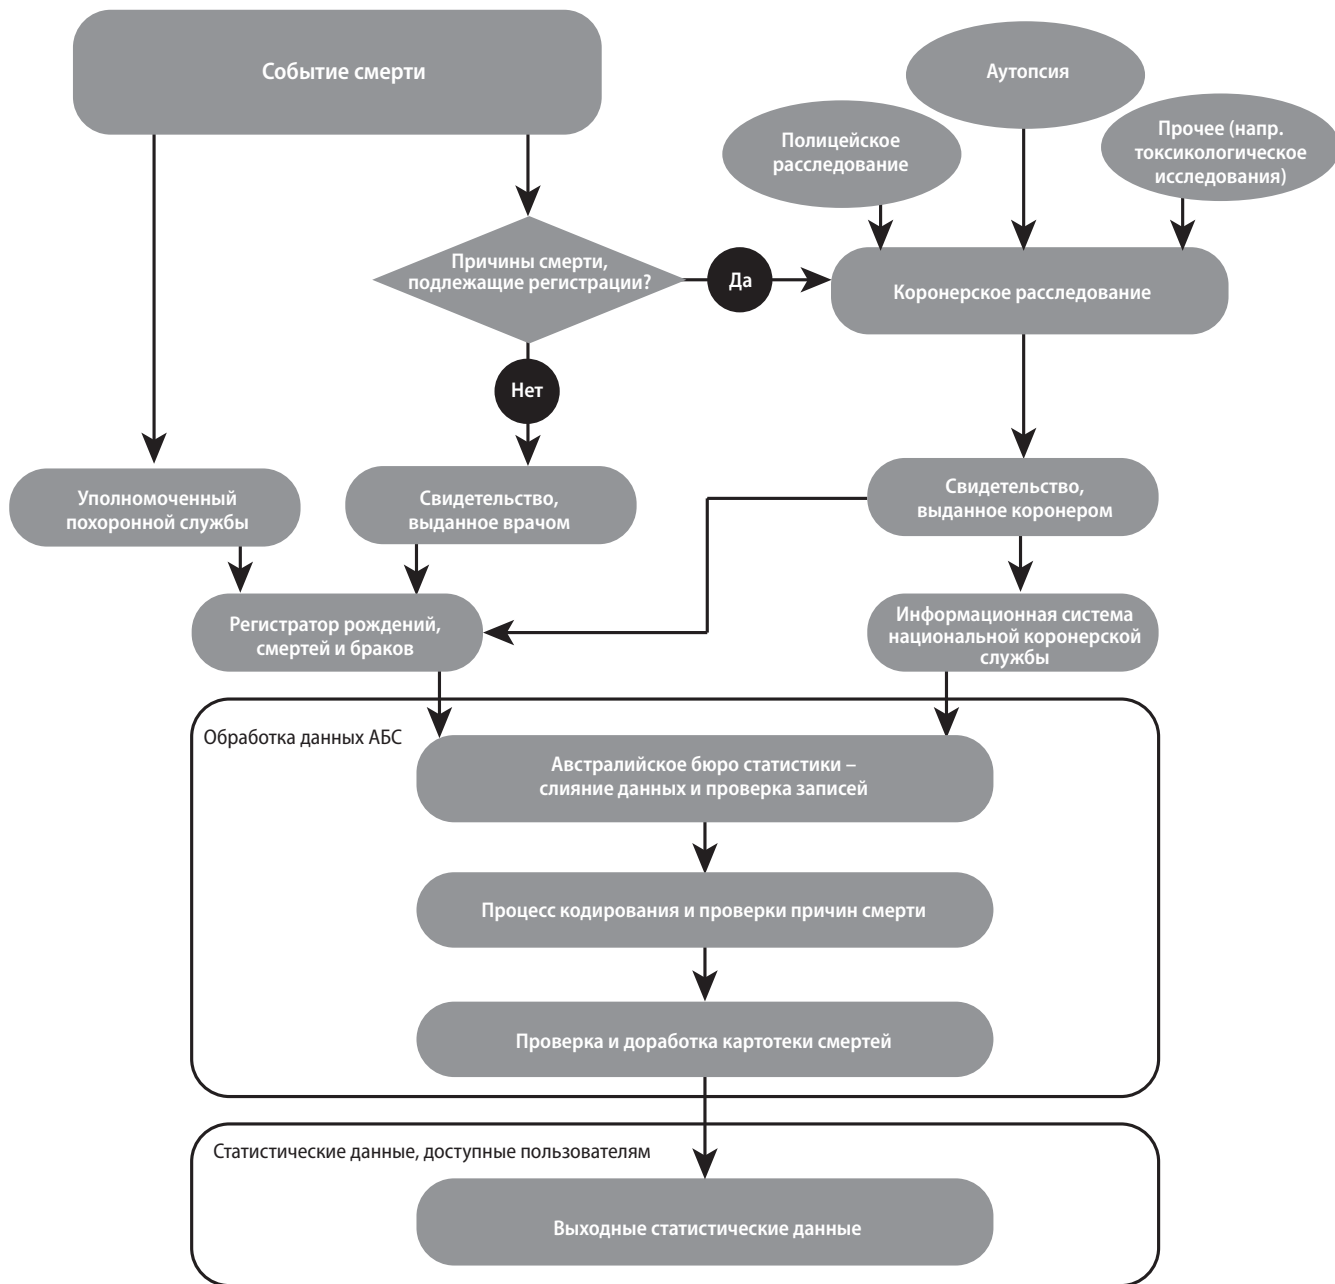 Событие смерти
Аутопсия
Полицейское
расследование
Прочее (напр.
токсикологическое
исследования)
Причины смерти,
подлежащие регистрации?
Да
Коронерское расследование
Нет
Уполномоченный
похоронной службы
Свидетельство,
выданное врачом
Свидетельство,
выданное коронером
Регистратор рождений,
смертей и браков
Информационная система
национальной коронерской
службы
Обработка данных АБС
Австралийское бюро статистики –
слияние данных и проверка записей
Процесс кодирования и проверки причин смерти
Проверка и доработка картотеки смертей
Статистические данные, доступные пользователям
Выходные статистические данные